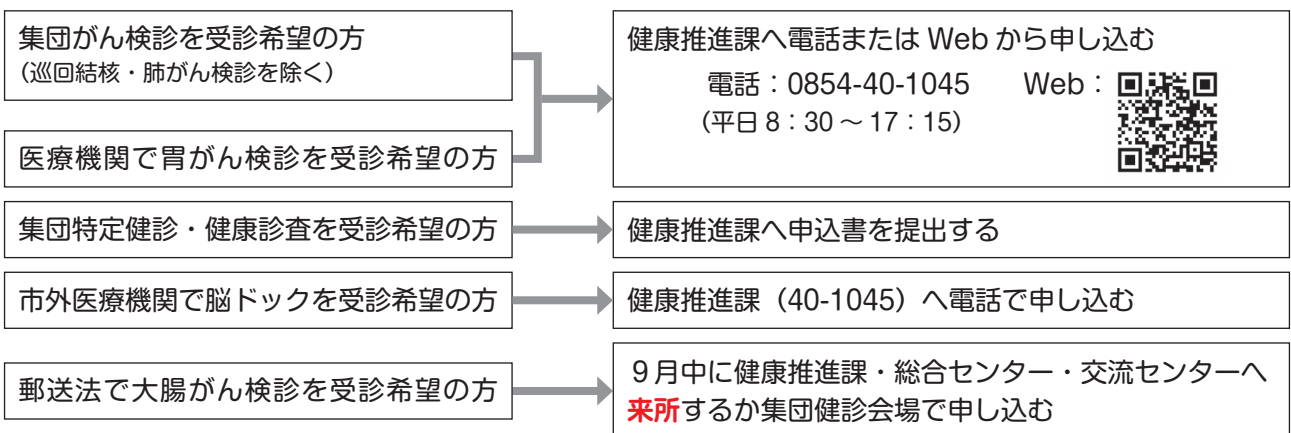 集団がん検診を受診希望の方
（巡回結核・肺がん検診を除く）
医療機関で胃がん検診を受診希望の方
健康推進課へ電話または Web から申し込む
電話：0854-40-1045　Web：
（平日 8：30 ～ 17：15）
集団特定健診・健康診査を受診希望の方
健康推進課へ申込書を提出する
市外医療機関で脳ドックを受診希望の方
健康推進課（40-1045）へ電話で申し込む
郵送法で大腸がん検診を受診希望の方
９月中に健康推進課・総合センター・交流センターへ
来所するか集団健診会場で申し込む